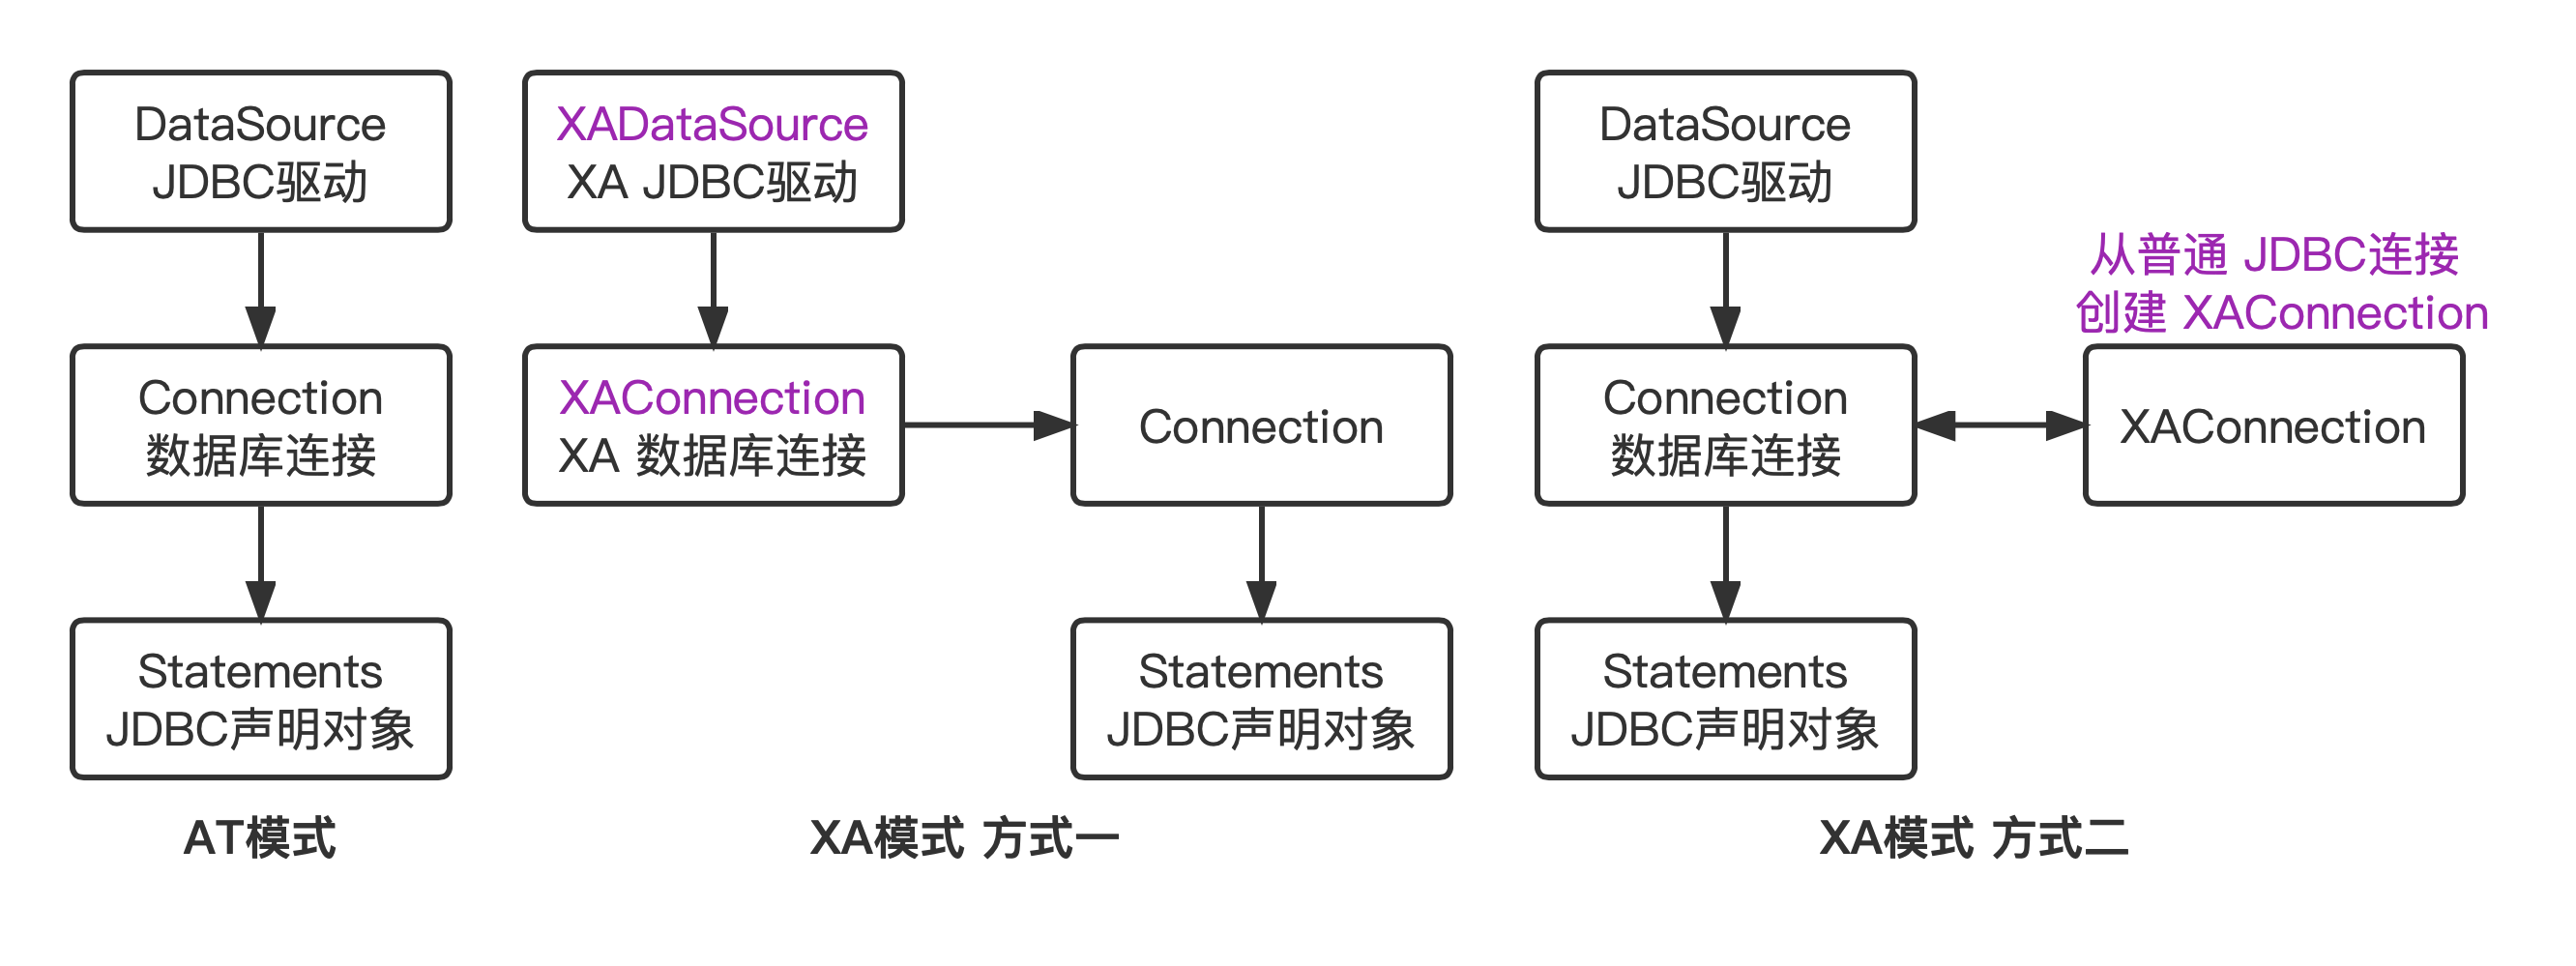 DataSource
JDBC驱动
Connection
数据库连接
Statements
JDBC声明对象
AT模式
XADataSource
XA JDBC驱动
XAConnection
XA 数据库连接
Connection
Statements
JDBC声明对象
XA模式 方式一
DataSource
JDBC驱动
Connection
数据库连接
从普通 JDBC连接
创建 XAConnection
XAConnection
Statements
JDBC声明对象
XA模式 方式二